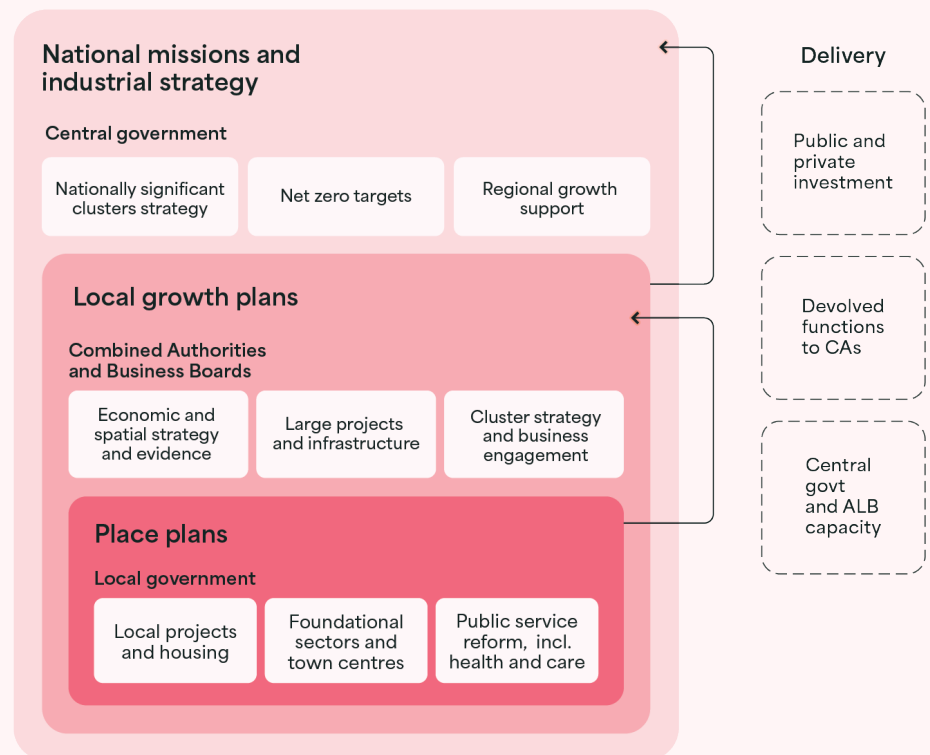 National missions and
industrial strategy
Central government
Nationally significant
clusters strategy
Net zero targets
Regional growth
support
Local growth plans
Combined Authorities
and Business Boards
Economic and
spatial strategy
and evidence
Large projects
and infrastructure
Cluster strategy
and business
engagement
Place plans
Local government
Local projects
and housing
Foundational
sectors and
town centres
Public service
reform, incl.
health and care
Delivery
Public and
private
investment
Devolved
functions
to CAs
Central
govt
and ALB
capacity